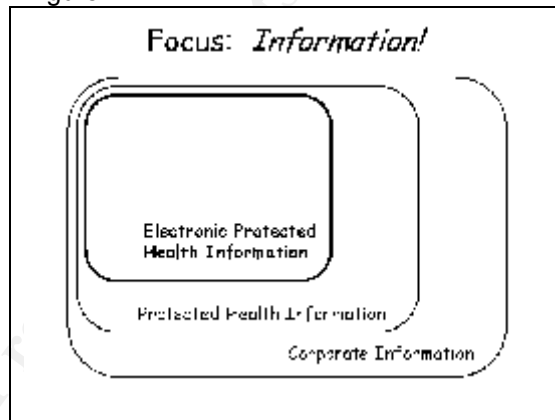 Focus: Information!
Electronic Protected
Health Information
Protected Health Information
Corporate Information